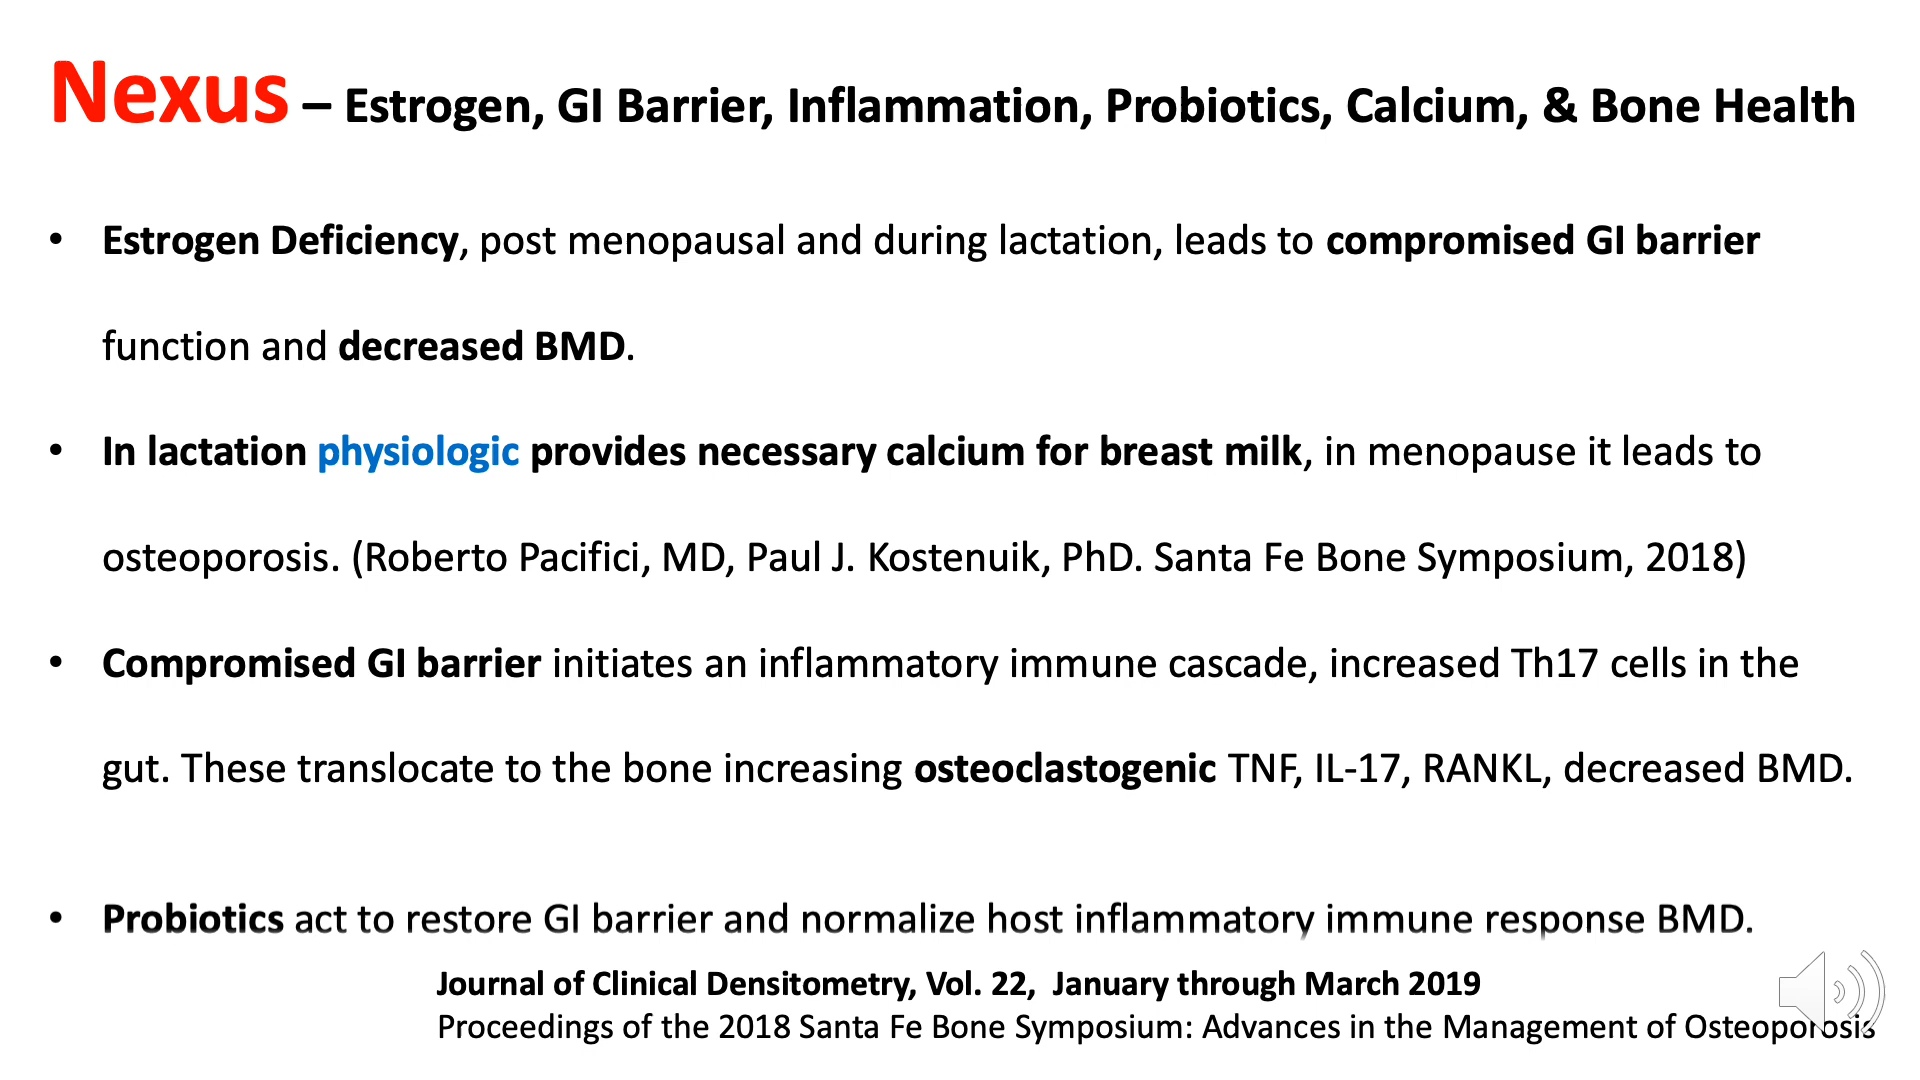 Nexus – Estrogen, GI Barrier, Inflammation, Probiotics, Calcium, & Bone Health
• Estrogen Deficiency, post menopausal and during lactation, leads to compromised GI barrier
function and decreased BMD.
• In lactation physiologic provides necessary calcium for breast milk, in menopause it leads to
osteoporosis. (Roberto Pacifici, MD, Paul J. Kostenuik, PhD. Santa Fe Bone Symposium, 2018)
• Compromised GI barrier initiates an inflammatory immune cascade, increased Th17 cells in the
gut. These translocate to the bone increasing osteoclastogenic TNF, IL-17, RANKL, decreased BMD.
• Probiotics act to restore GI barrier and normalize host inflammatory immune response BMD.
Journal of Clinical Densitometry, Vol. 22, January through March 2019
Proceedings of the 2018 Santa Fe Bone Symposium: Advances in the Management of Osteoporosis